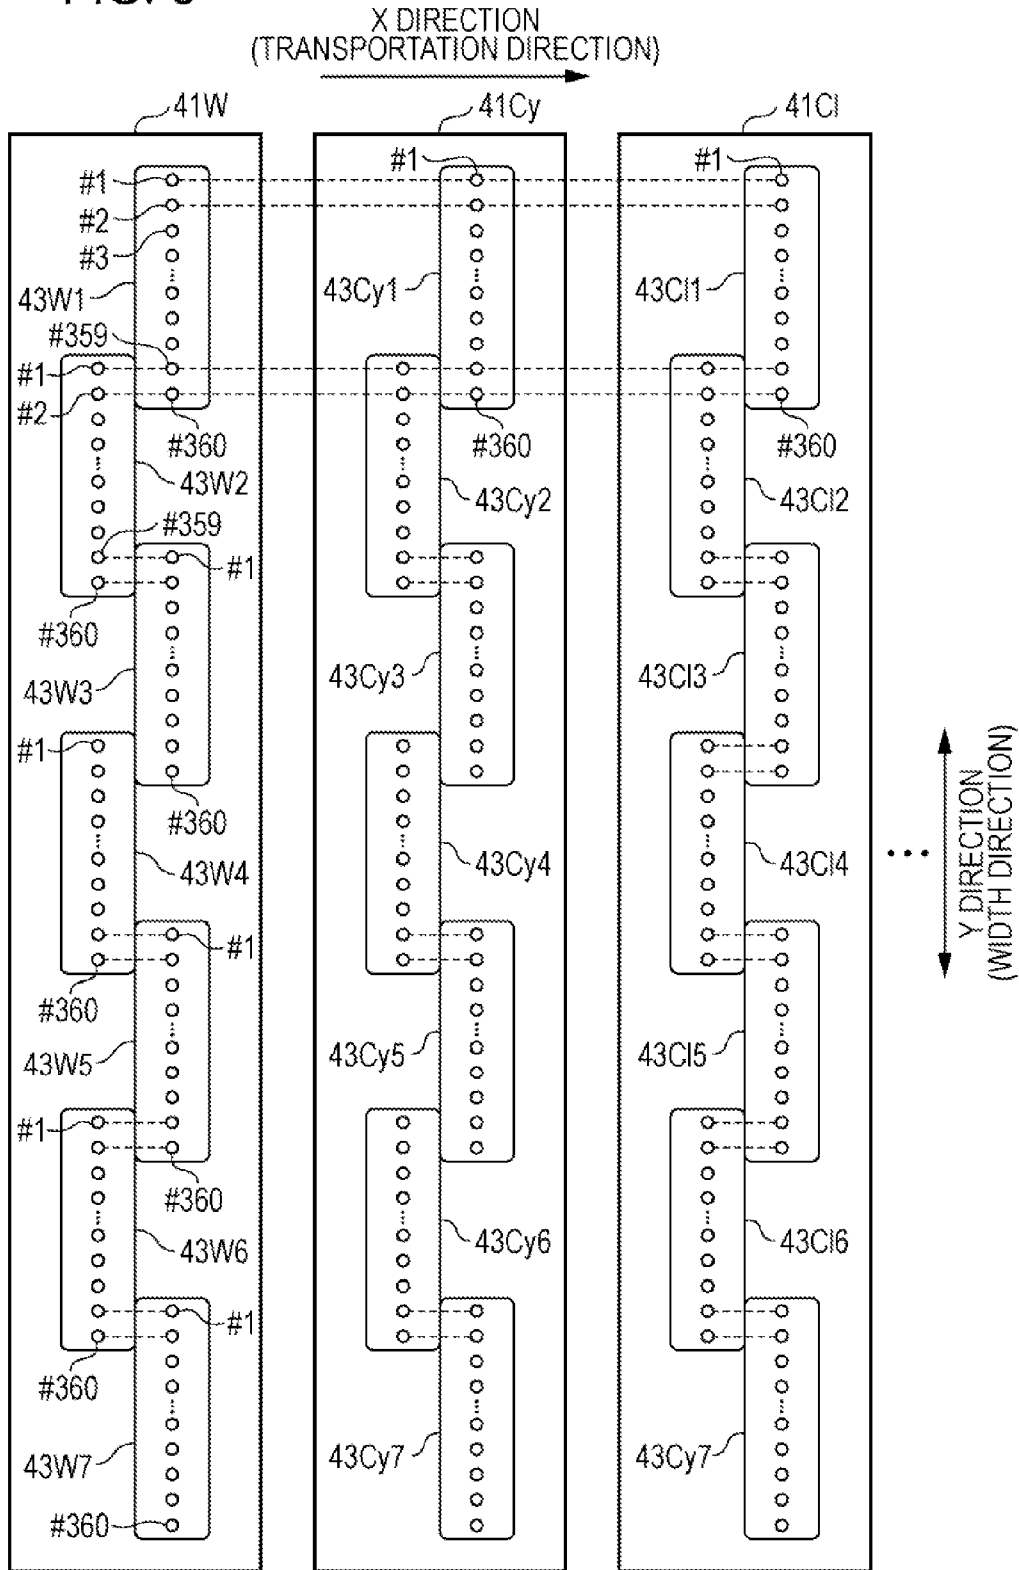 X DIRECTION
(TRANSPORTATION DIRECTION)
41W
41Cy
41Cl
#1
#1
#1
#2
#3
43W1
43Cy1
43Cl1
#359
#1
#2
#360
#360
#360
43W2
43Cy2
43Cl2
#359
#1
#360
43W3
43Cy3
43Cl3
#1
#360
43W4
43Cy4
43Cl4
...
Y DIRECTION
(WIDTH DIRECTION)
#1
#360
43W5
43Cy5
43Cl5
#1
#360
43W6
43Cy6
43Cl6
#1
#360
43W7
43Cy7
43Cy7
#360